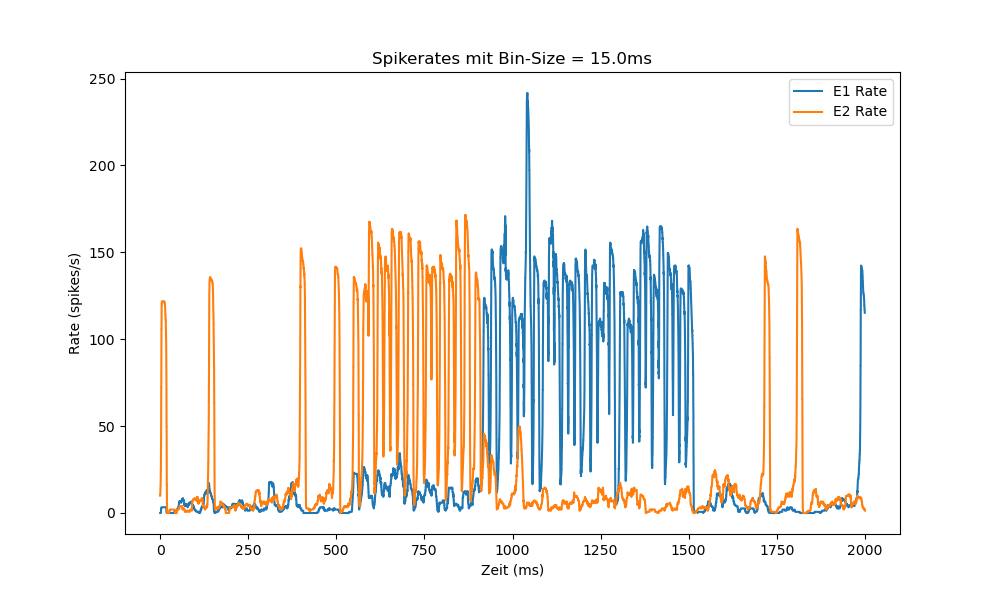 Spikerates mit Bin-Size = 15.0ms
E1 Rate
E2 Rate
Rate (spikes/s)
250
200
150
100
50
0
0 250 500 750 1000 1250 1500 1750 2000
Zeit (ms)